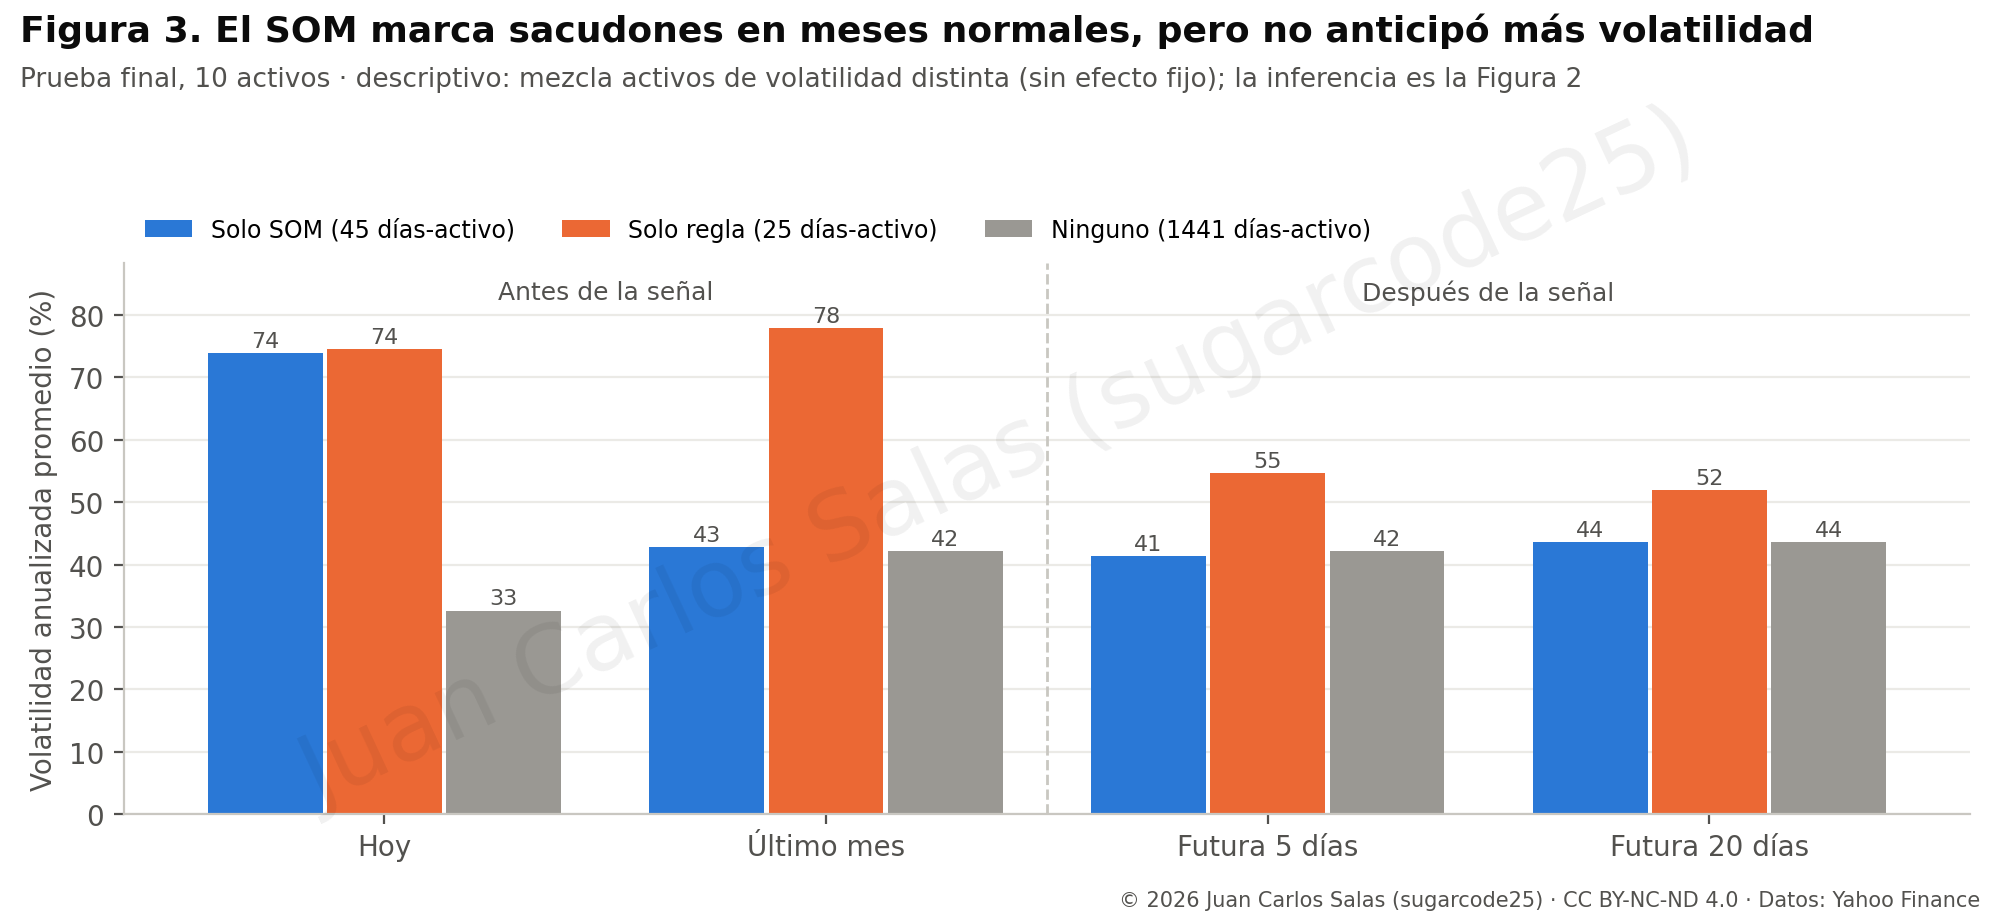 Figura 3. El SOM marca sacudones en meses normales, pero no anticipó más volatilidad
Prueba final, 10 activos · descriptivo: mezcla activos de volatilidad distinta (sin efecto fijo); la inferencia es la Figura 2
Solo SOM (45 días-activo)
Solo regla (25 días-activo)
Ninguno (1441 días-activo)
Antes de la señal
Después de la señal
Volatilidad anualizada promedio (%)
80
70
60
50
40
30
20
10
0
74
74
33
43
78
42
41
55
42
44
52
44
Hoy
Último mes
Futura 5 días
Futura 20 días
Juan Carlos Salas (sugarcode25)
© 2026 Juan Carlos Salas (sugarcode25) · CC BY-NC-ND 4.0 · Datos: Yahoo Finance